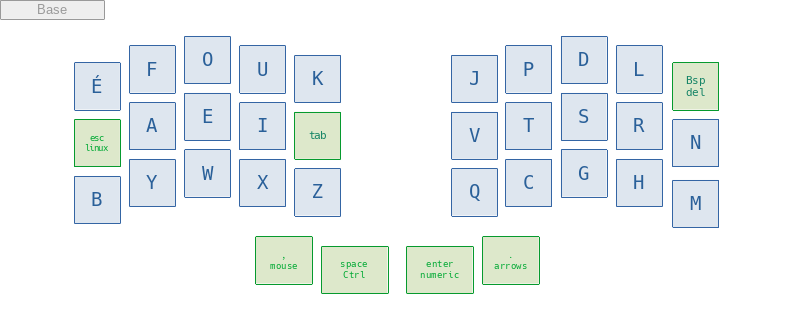 Base
É F O U K J P D L Bsp
del
esc
linux
A E I tab V T S R N
B Y W X Z Q C G H M
,
mouse
space
Ctrl
enter
numeric
.
arrows